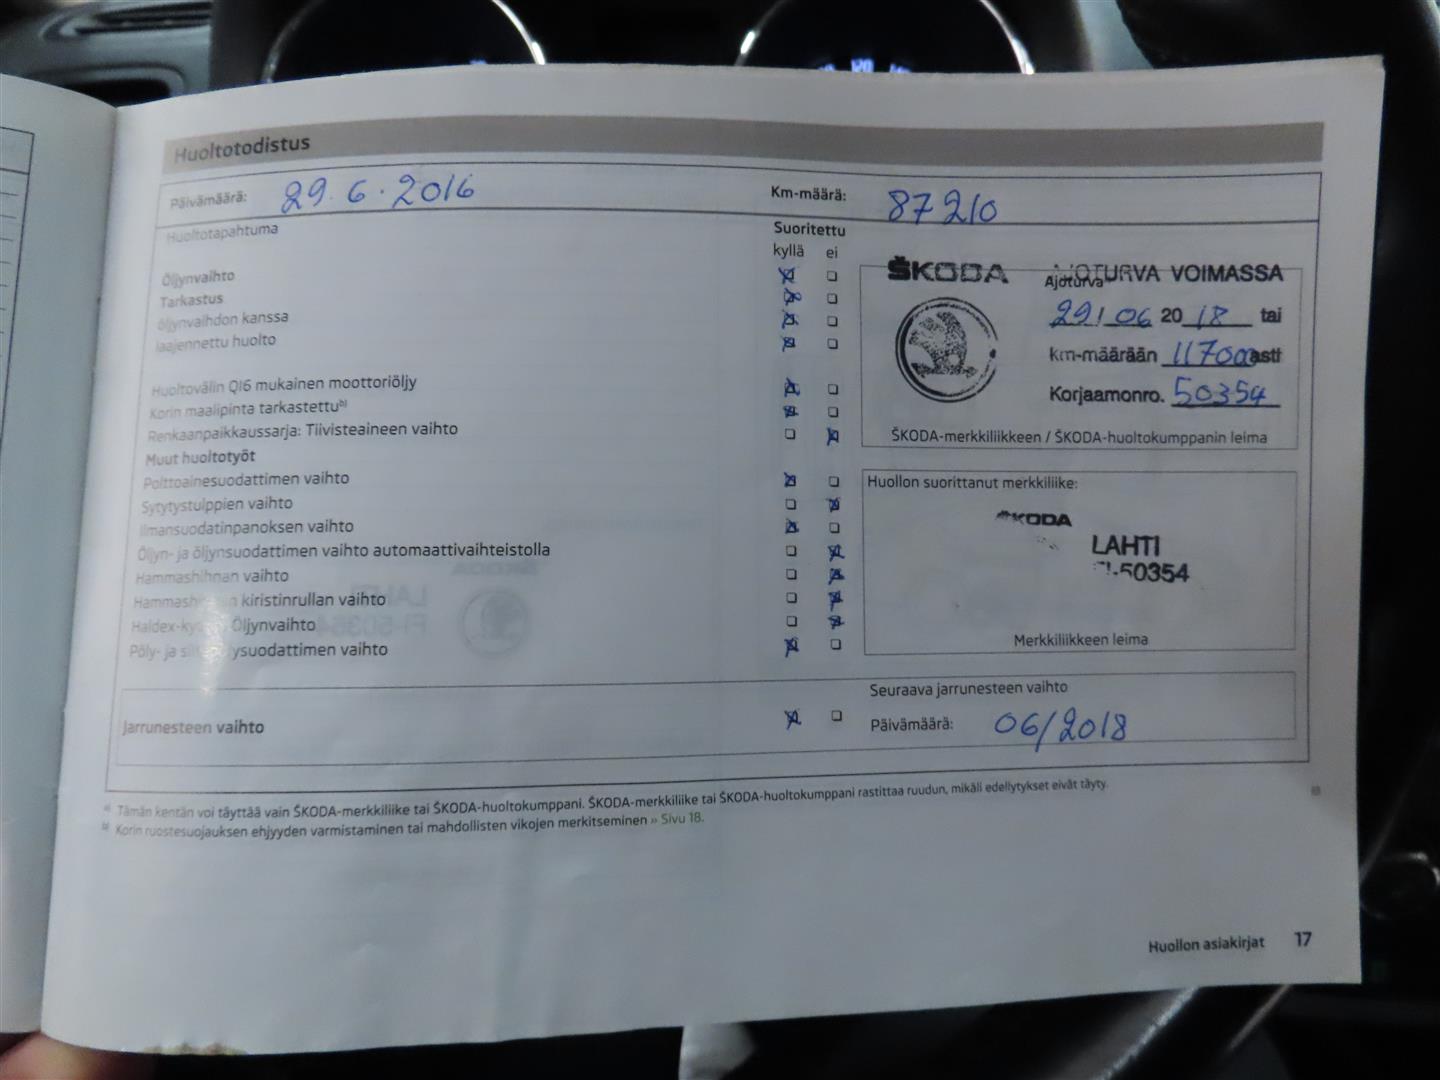 Huoltotodistus
Päivämäärä: 29.6.2016 Km-määrä: 87210
Huoltotapahtuma Suoritettu
kyllä ei
Öljynvaihto
Tarkastus
öljynvaihdon kanssa
laajennettu huolto
Huoltovälin QI6 mukainen moottoriöljy
Korin maalipinta tarkastettu b)
Renkaanpaikkaussarja: Tiivisteaineen vaihto
Muut huoltotyöt
Polttoainesuodattimen vaihto
Sytytystulppien vaihto
Ilmansuodatinpanoksen vaihto
Öljyn- ja öljynsuodattimen vaihto automaattivaihteistolla
Hammashihnan vaihto
kiristinrullan vaihto
Öljynvaihto
Pöly- ja vaihto
ŠKODA AJOTURVA VOIMASSA
Ajoturva
29/06 2018 tai
km-määrään 117000 asti
Korjaamonro. 50354
ŠKODA-merkkiliikkeen / ŠKODA-huoltokumppanin leima
Huollon suorittanut merkkiliike:
ŠKODA
LAHTI
FI-50354
Merkkiliikkeen leima
Jarrunesteen vaihto
Seuraava jarrunesteen vaihto
Päivämäärä: 06/2018
a) Tämän kentän voi täyttää vain ŠKODA-merkkiliike tai ŠKODA-huoltokumppani. ŠKODA-merkkiliike tai ŠKODA-huoltokumppani rastittaa ruudun, mikäli edellytykset eivät täyty.
b) Korin ruostesuojauksen ehjyyden varmistaminen tai mahdollisten vikojen merkitseminen » Sivu 18.
Huollon asiakirjat 17
120